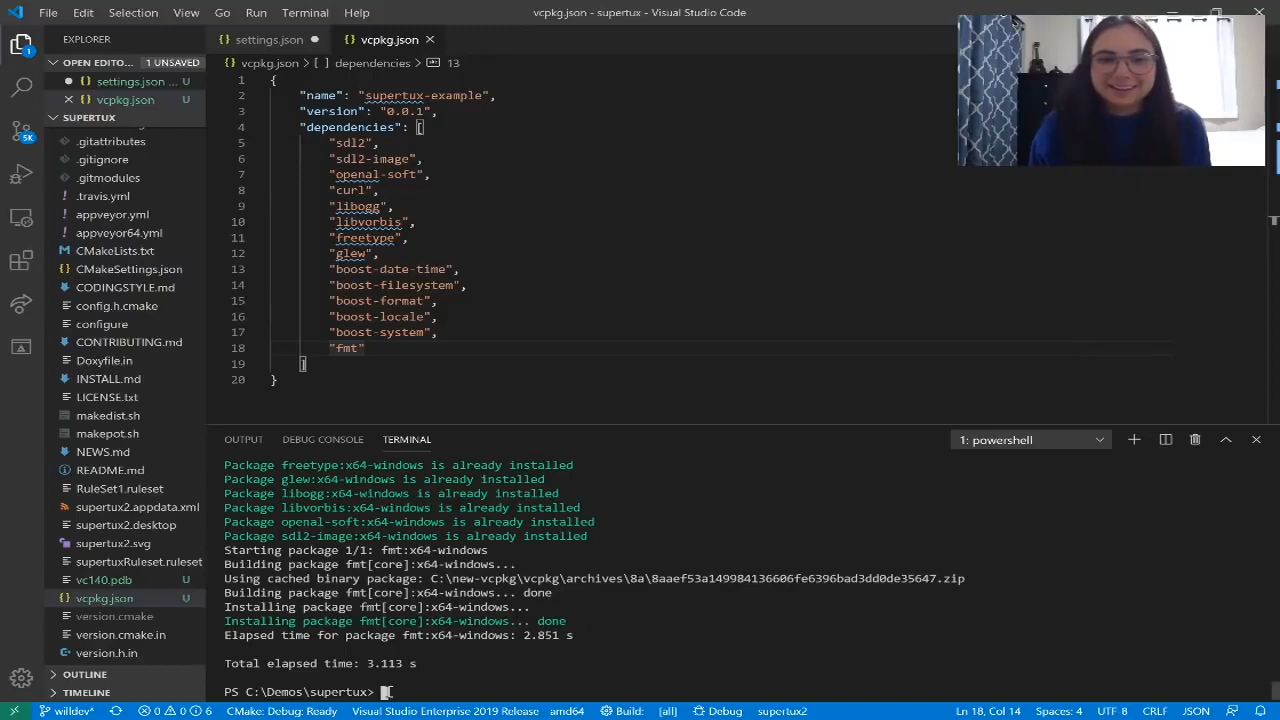 File Edit Selection View Go Run Terminal Help
vcpkg.json - supertux - Visual Studio Code
EXPLORER
OPEN EDITO... 1 UNSAVED
settings.json ...
vcpkg.json U
SUPERTUX
.gitattributes
.gitignore
.gitmodules
.travis.yml
appveyor.yml
appveyor64.yml
CMakeLists.txt
CMakeSettings.json
CODINGSTYLE.md
config.h.cmake
configure
CONTRIBUTING.md
Doxyfile.in
INSTALL.md
LICENSE.txt
makedist.sh
makepot.sh
NEWS.md
README.md
RuleSet1.ruleset
supertux2.appdata.xml
supertux2.desktop
supertux2.svg
supertuxRuleset.ruleset
vc140.pdb U
vcpkg.json U
version.cmake
version.cmake.in
version.h.in
OUTLINE
TIMELINE
1
5K
settings.json
vcpkg.json
vcpkg.json > [ ] dependencies > 13
1 {
2 "name": "supertux-example",
3 "version": "0.0.1",
4 "dependencies": [
5 "sdl2",
6 "sdl2-image",
7 "openal-soft",
8 "curl",
9 "libogg",
10 "libvorbis",
11 "freetype",
12 "glew",
13 "boost-date-time",
14 "boost-filesystem",
15 "boost-format",
16 "boost-locale",
17 "boost-system",
18 "fmt"
19 ]
20 }
OUTPUT DEBUG CONSOLE TERMINAL
1: powershell
Package freetype:x64-windows is already installed
Package glew:x64-windows is already installed
Package libogg:x64-windows is already installed
Package libvorbis:x64-windows is already installed
Package openal-soft:x64-windows is already installed
Package sdl2-image:x64-windows is already installed
Starting package 1/1: fmt:x64-windows
Building package fmt[core]:x64-windows...
Using cached binary package: C:\new-vcpkg\vcpkg\archives\8a\8aaef53a149984136606fe6396bad3dd0de35647.zip
Building package fmt[core]:x64-windows... done
Installing package fmt[core]:x64-windows...
Installing package fmt[core]:x64-windows... done
Elapsed time for package fmt:x64-windows: 2.851 s
Total elapsed time: 3.113 s
PS C:\Demos\supertux>
willdev* 0 0 6 CMake: Debug: Ready Visual Studio Enterprise 2019 Release amd64 Build: [all] Debug supertux2 Ln 18, Col 14 Spaces: 4 UTF-8 CRLF JSON